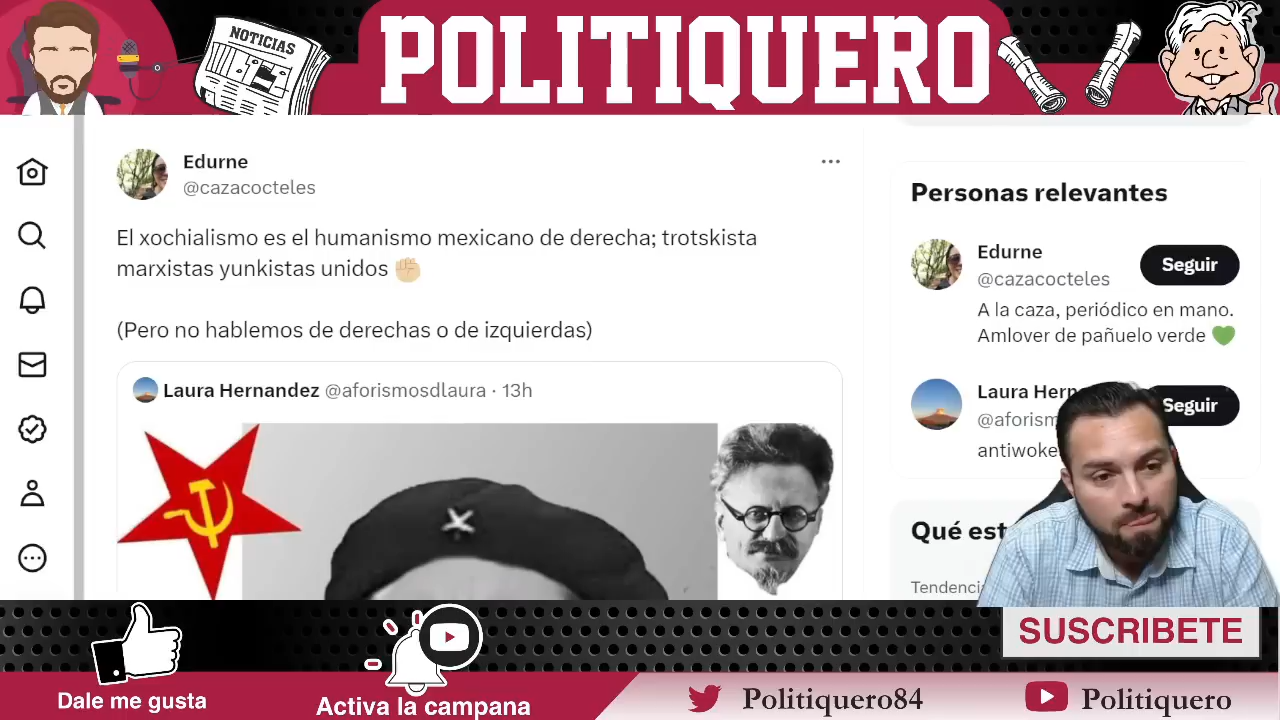 NOTICIAS
POLITIQUERO
Edurne
@cazacocteles
El xochialismo es el humanismo mexicano de derecha; trotskista
marxistas yunkistas unidos
(Pero no hablemos de derechas o de izquierdas)
Laura Hernandez @aforismosdlaura · 13h
Personas relevantes
Edurne
@cazacocteles
Seguir
A la caza, periódico en mano.
Amlover de pañuelo verde
Laura Hern
@aforism
Seguir
antiwoke
Qué est
Tendenci
SUSCRIBETE
Dale me gusta
Activa la campana
Politiquero84
Politiquero